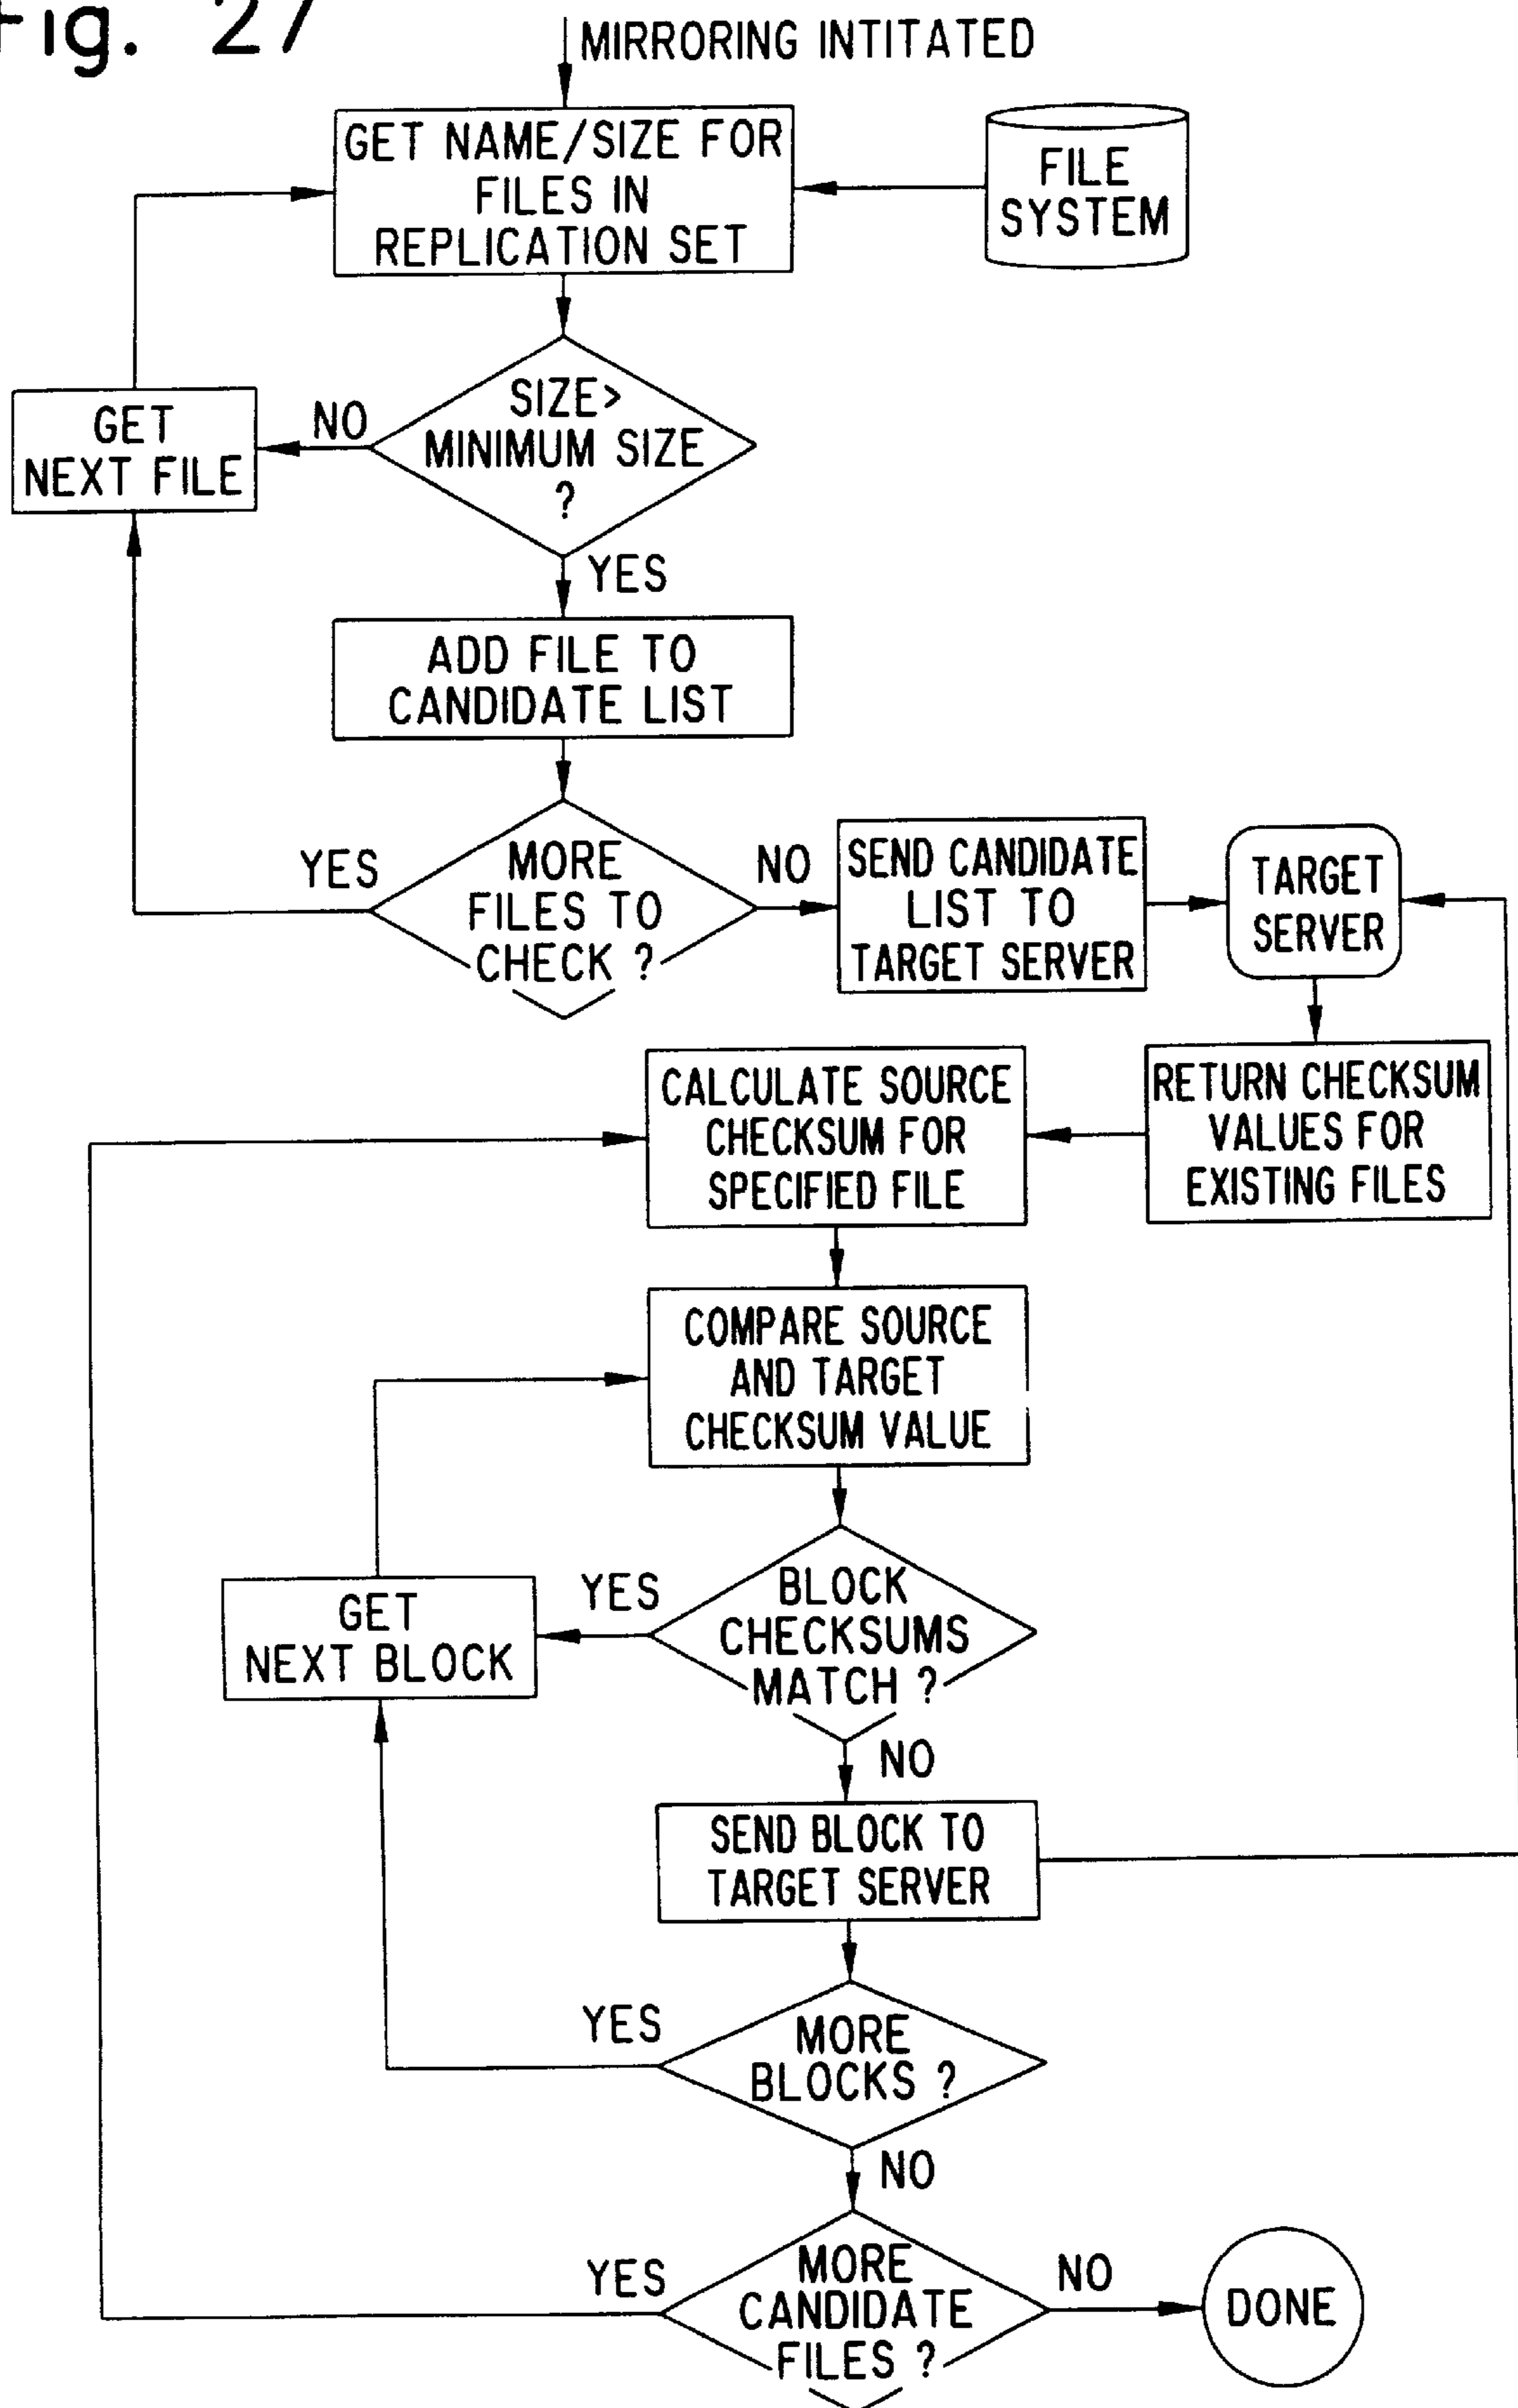 Fig. 27
MIRRORING INTITATED
GET NAME/SIZE FOR
FILES IN
REPLICATION SET
FILE
SYSTEM
SIZE>
MINIMUM SIZE
?
NO
GET
NEXT FILE
YES
ADD FILE TO
CANDIDATE LIST
YES
MORE
FILES TO
CHECK ?
NO
SEND CANDIDATE
LIST TO
TARGET SERVER
TARGET
SERVER
CALCULATE SOURCE
CHECKSUM FOR
SPECIFIED FILE
RETURN CHECKSUM
VALUES FOR
EXISTING FILES
COMPARE SOURCE
AND TARGET
CHECKSUM VALUE
GET
NEXT BLOCK
YES
BLOCK
CHECKSUMS
MATCH ?
NO
SEND BLOCK TO
TARGET SERVER
YES
MORE
BLOCKS ?
NO
YES
MORE
CANDIDATE
FILES ?
NO
DONE